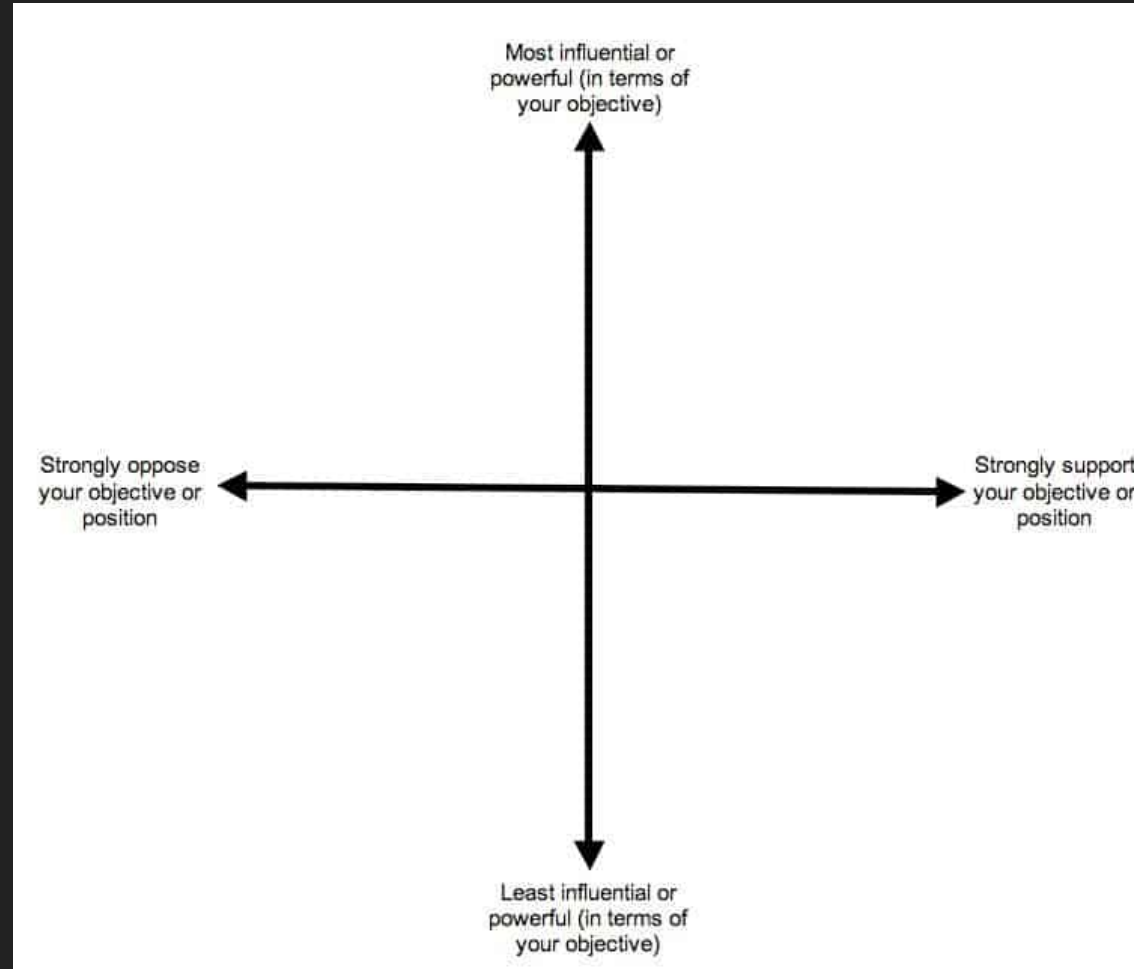 Most influential or
powerful (in terms of
your objective)
Strongly oppose
your objective or
position
Strongly support
your objective or
position
Least influential or
powerful (in terms of
your objective)